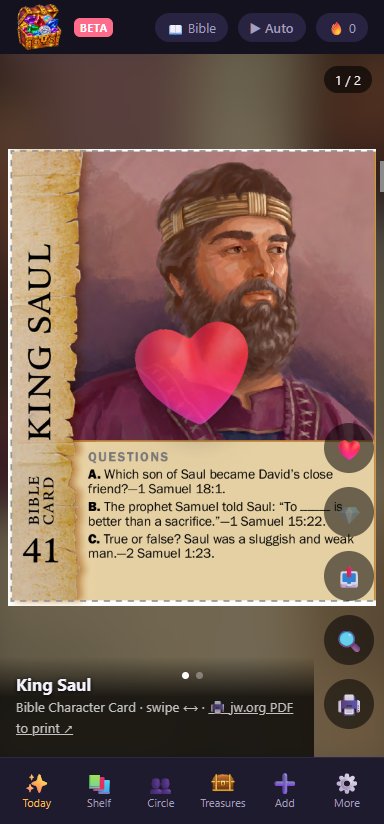 BETA
Bible
Auto
0
1 / 2
KING SAUL
BIBLE
CARD
41
QUESTIONS
A. Which son of Saul became David's close
friend?—1 Samuel 18:1.
B. The prophet Samuel told Saul: "To _____ is
better than a sacrifice."—1 Samuel 15:22.
C. True or false? Saul was a sluggish and weak
man.—2 Samuel 1:23.
King Saul
Bible Character Card · swipe ↔ · jw.org PDF
to print ↗
Today
Shelf
Circle
Treasures
Add
More